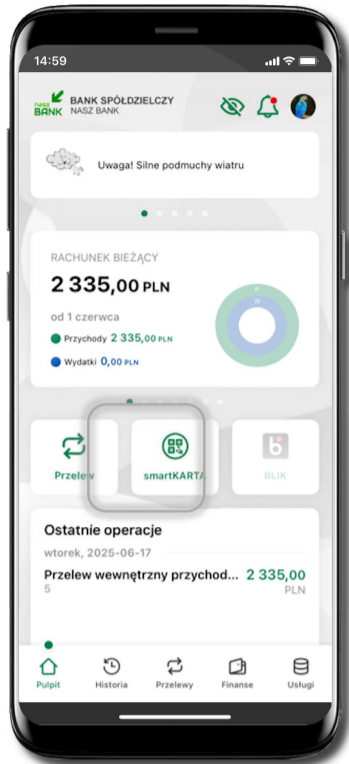 14:59
nasz BANK
BANK SPÓŁDZIELCZY
NASZ BANK
Uwaga! Silne podmuchy wiatru
RACHUNEK BIEŻĄCY
2 335,00 PLN
od 1 czerwca
Przychody 2 335,00 PLN
Wydatki 0,00 PLN
P
W
Przelew
smartKARTA
b
BLIK
Ostatnie operacje
wtorek, 2025-06-17
Przelew wewnętrzny przychod... 2 335,00
5 PLN
Pulpit Historia Przelewy Finanse Usługi